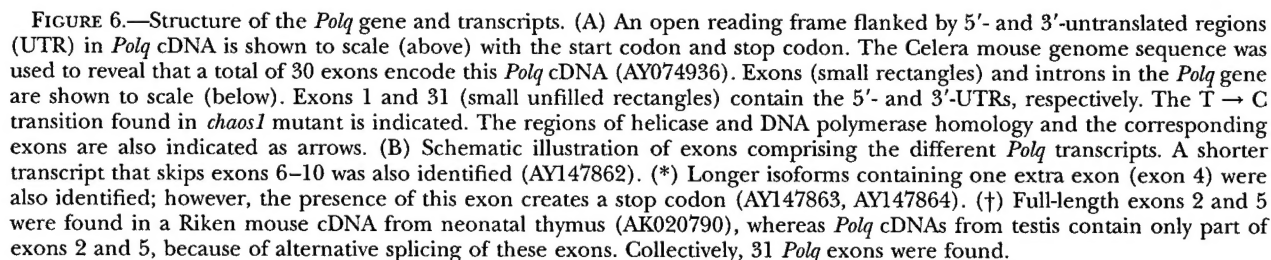 FIGURE 6.—Structure of the Polq gene and transcripts. (A) An open reading frame flanked by 5′- and 3′-untranslated regions
(UTR) in Polq cDNA is shown to scale (above) with the start codon and stop codon. The Celera mouse genome sequence was
used to reveal that a total of 30 exons encode this Polq cDNA (AY074936). Exons (small rectangles) and introns in the Polq gene
are shown to scale (below). Exons 1 and 31 (small unfilled rectangles) contain the 5′- and 3′-UTRs, respectively. The T → C
transition found in chaos1 mutant is indicated. The regions of helicase and DNA polymerase homology and the corresponding
exons are also indicated as arrows. (B) Schematic illustration of exons comprising the different Polq transcripts. A shorter
transcript that skips exons 6–10 was also identified (AY147862). (*) Longer isoforms containing one extra exon (exon 4) were
also identified; however, the presence of this exon creates a stop codon (AY147863, AY147864). (†) Full-length exons 2 and 5
were found in a Riken mouse cDNA from neonatal thymus (AK020790), whereas Polq cDNAs from testis contain only part of
exons 2 and 5, because of alternative splicing of these exons. Collectively, 31 Polq exons were found.